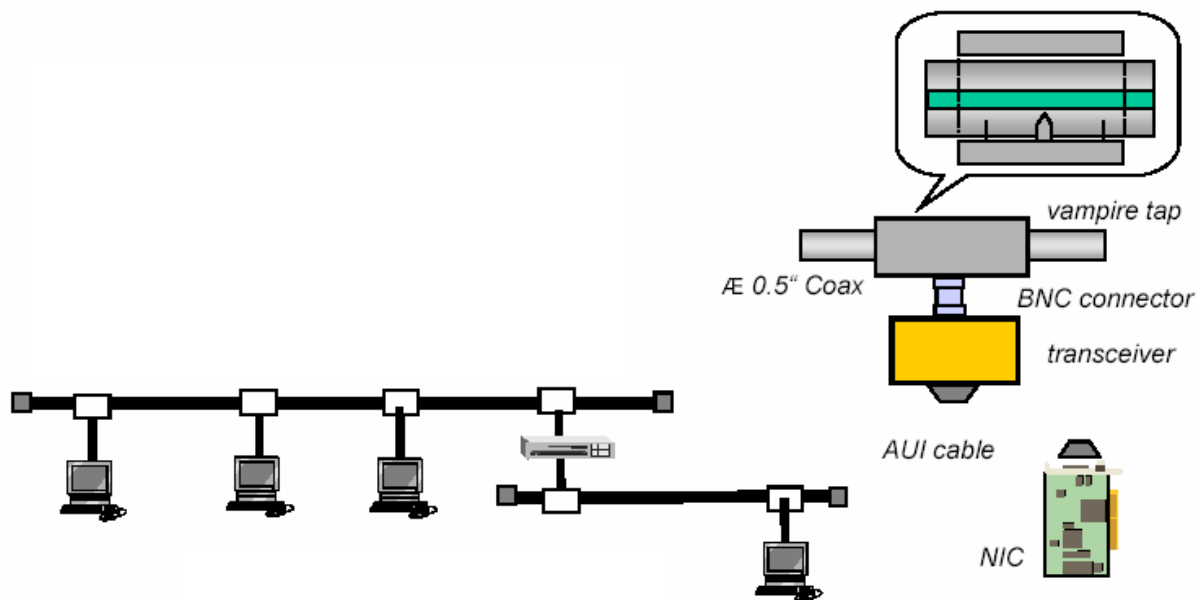 vampire tap
Æ 0.5“ Coax
BNC connector
transceiver
AUI cable
NIC